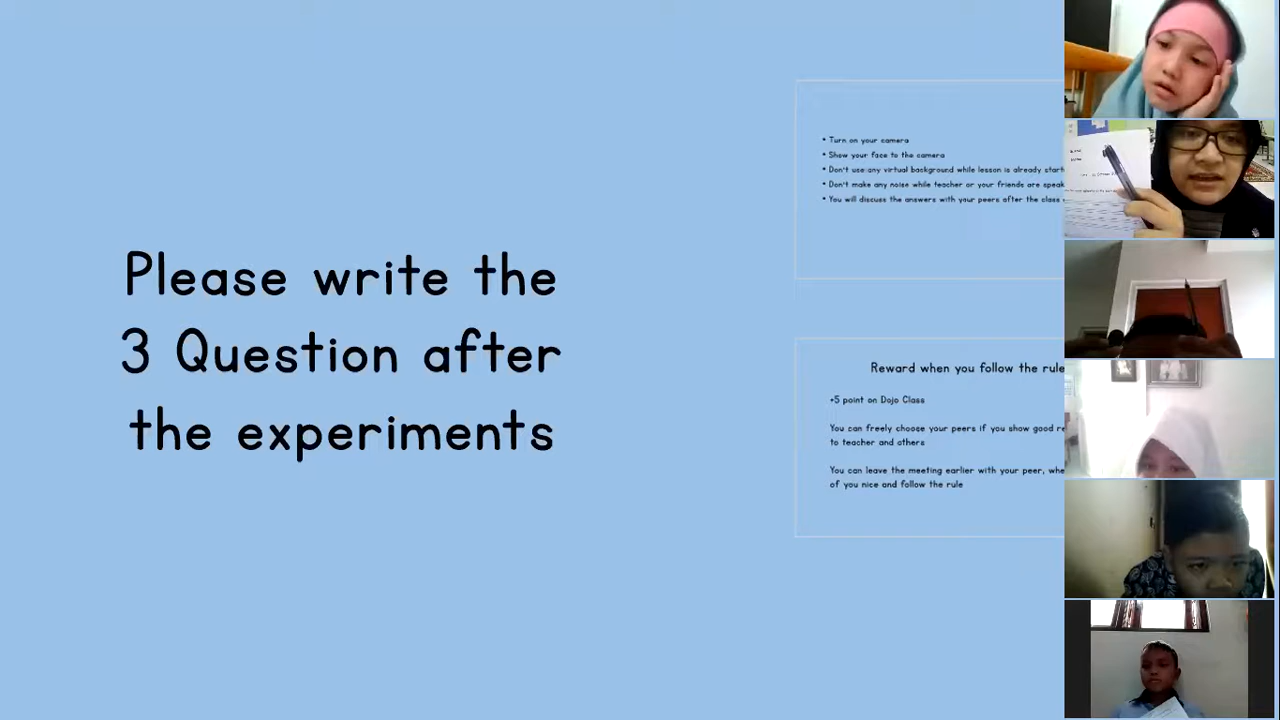 Please write the
3 Question after
the experiments
• Turn on your camera
• Show your face to the camera
• Don't use any virtual background while lesson is already start
• Don't make any noise while teacher or your friends are speak
• You will discuss the answers with your peers after the class
Reward when you follow the rule
+5 point on Dojo Class
You can freely choose your peers if you show good re
to teacher and others
You can leave the meeting earlier with your peer, whe
of you nice and follow the rule